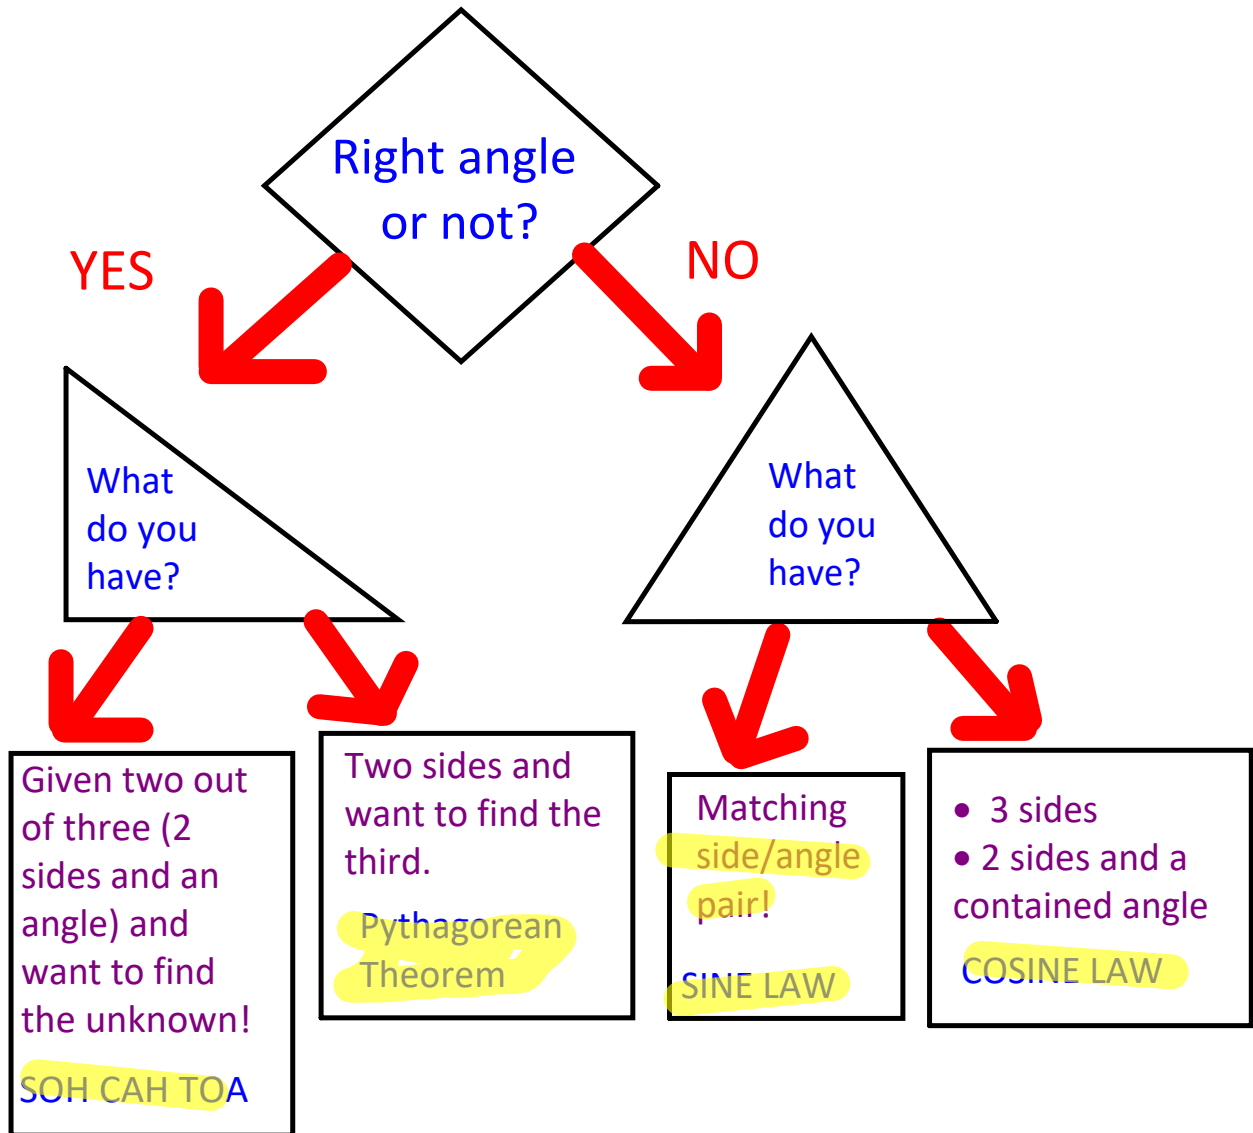 Right angle
or not?
YES
NO
What
do you
have?
What
do you
have?
Given two out
of three (2
sides and an
angle) and
want to find
the unknown!
SOH CAH TOA
Two sides and
want to find the
third.
Pythagorean
Theorem
Matching
side/angle
pair!
SINE LAW
• 3 sides
• 2 sides and a
contained angle
COSINE LAW